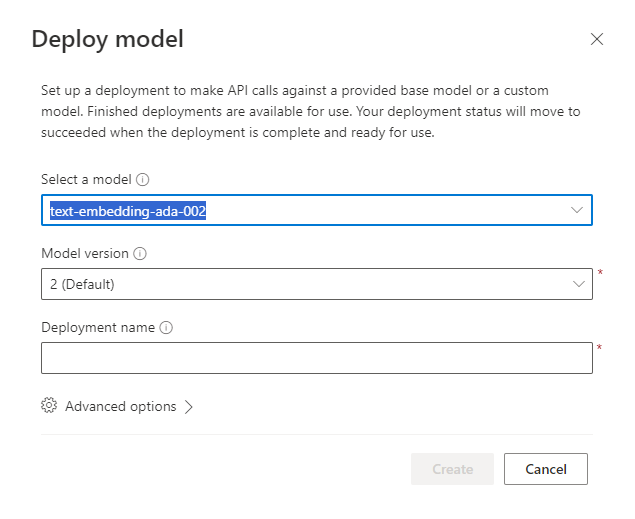 Deploy model
Set up a deployment to make API calls against a provided base model or a custom
model. Finished deployments are available for use. Your deployment status will move to
succeeded when the deployment is complete and ready for use.
Select a model
text-embedding-ada-002
Model version
2 (Default)
*
Deployment name
*
Advanced options
Create Cancel